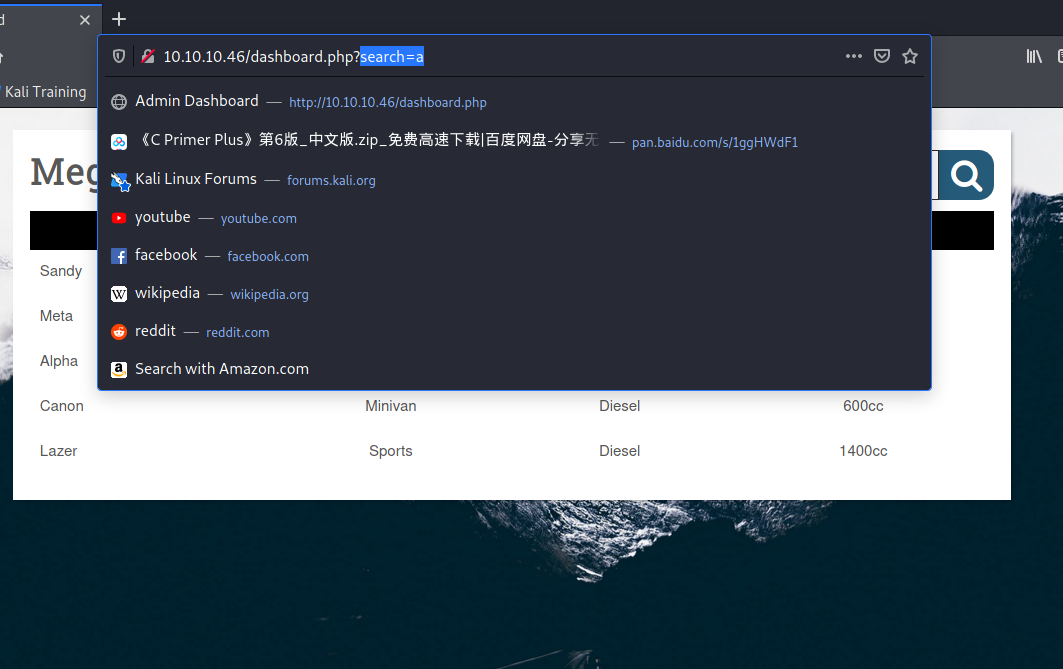 d
10.10.10.46/dashboard.php?search=a
Kali Training
Admin Dashboard — http://10.10.10.46/dashboard.php
《C Primer Plus》第6版_中文版.zip_免费高速下载|百度网盘-分享无 — pan.baidu.com/s/1ggHWdF1
Kali Linux Forums — forums.kali.org
youtube — youtube.com
facebook — facebook.com
wikipedia — wikipedia.org
reddit — reddit.com
Search with Amazon.com
Meg
Sandy
Meta
Alpha
Canon Minivan Diesel 600cc
Lazer Sports Diesel 1400cc